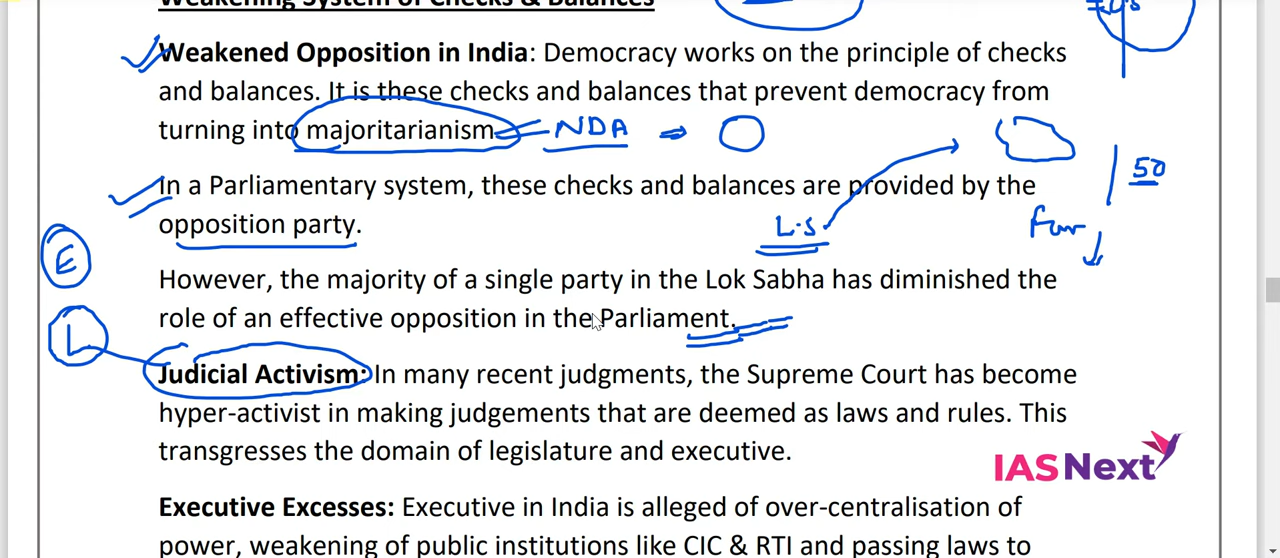 Weakening System of Checks & Balances
Weakened Opposition in India: Democracy works on the principle of checks
and balances. It is these checks and balances that prevent democracy from
turning into majoritarianism NDA ⇒
In a Parliamentary system, these checks and balances are provided by the
50
opposition party.
L.S
E
However, the majority of a single party in the Lok Sabha has diminished the
role of an effective opposition in the Parliament.
L
Judicial Activism: In many recent judgments, the Supreme Court has become
hyper-activist in making judgements that are deemed as laws and rules. This
transgresses the domain of legislature and executive.
IASNext
Executive Excesses: Executive in India is alleged of over-centralisation of
power, weakening of public institutions like CIC & RTI and passing laws to